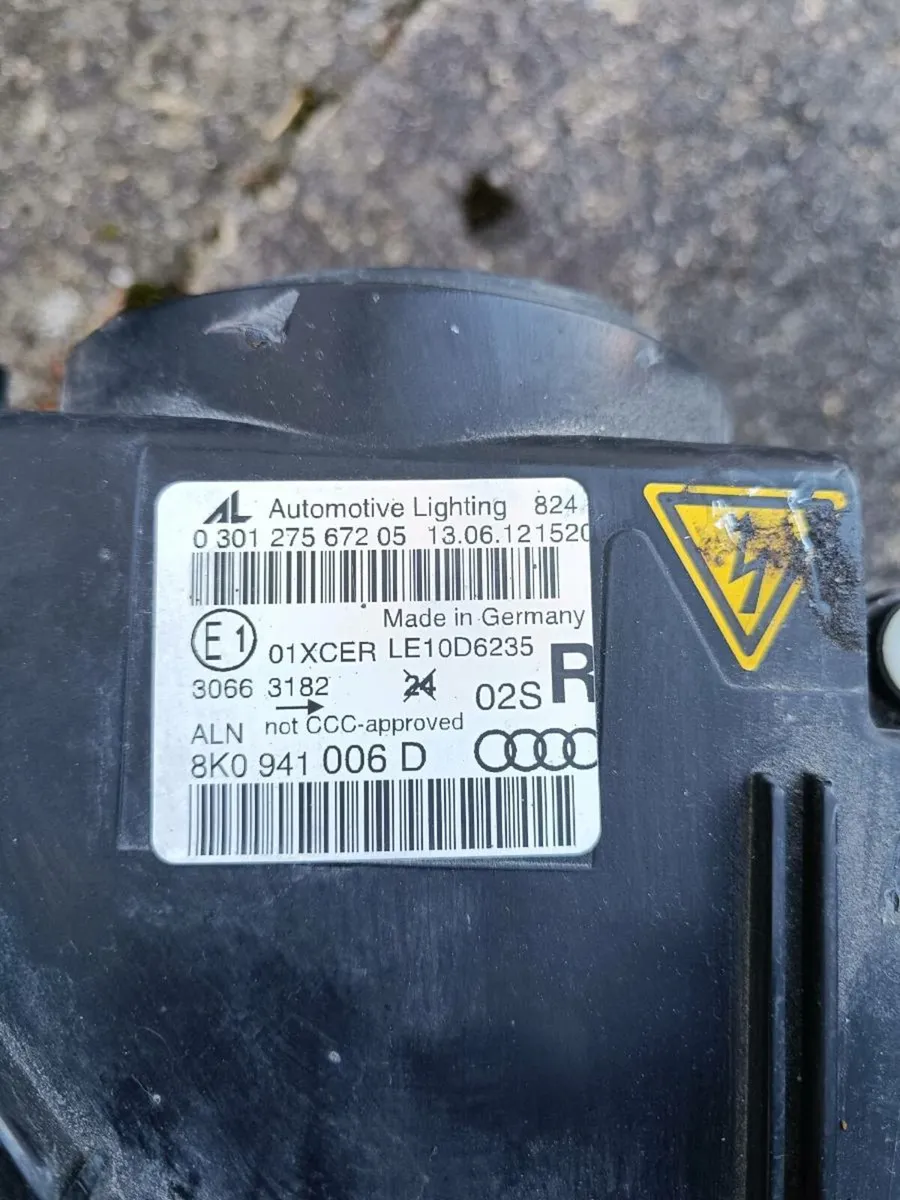 AL Automotive Lighting 824
0 301 275 672 05 13.06.121520
Made in Germany
E1 01XCER LE10D6235
3066 3182 24 02S R
ALN not CCC-approved
8K0 941 006 D